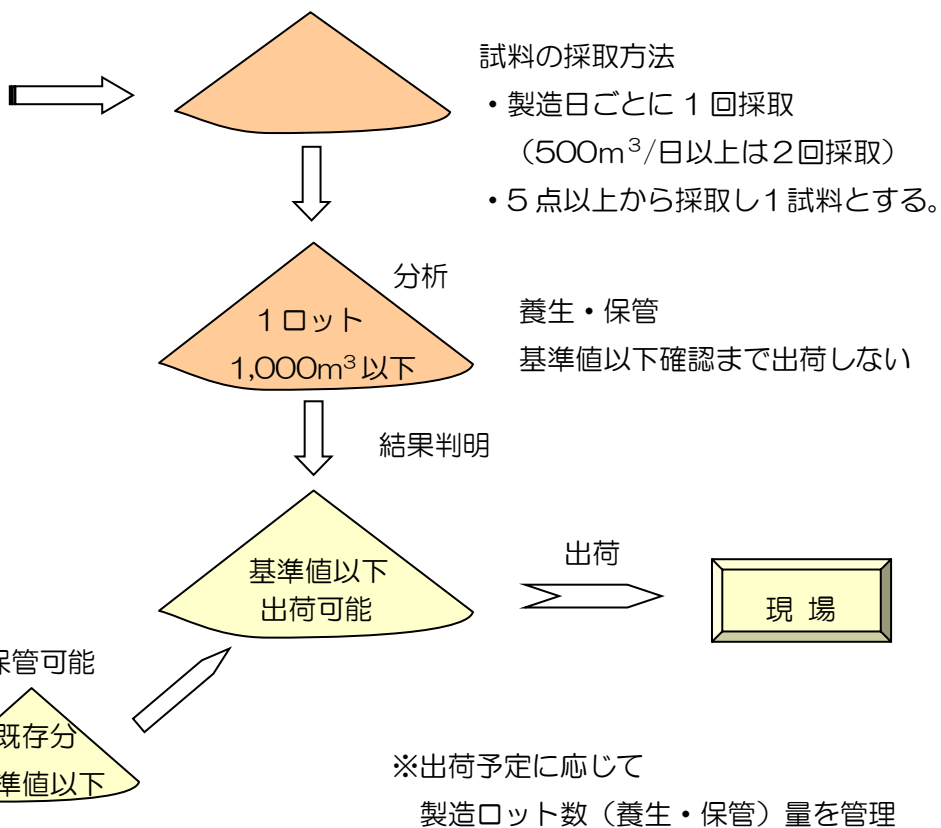 試料の採取方法
・製造日ごとに 1 回採取
（500m³/日以上は２回採取）
・5 点以上から採取し１試料とする。
分析
１ロット
1,000m³以下
養生・保管
基準値以下確認まで出荷しない
結果判明
基準値以下
出荷可能
出荷
現 場
保管可能
既存分
準値以下
※出荷予定に応じて
製造ロット数（養生・保管）量を管理